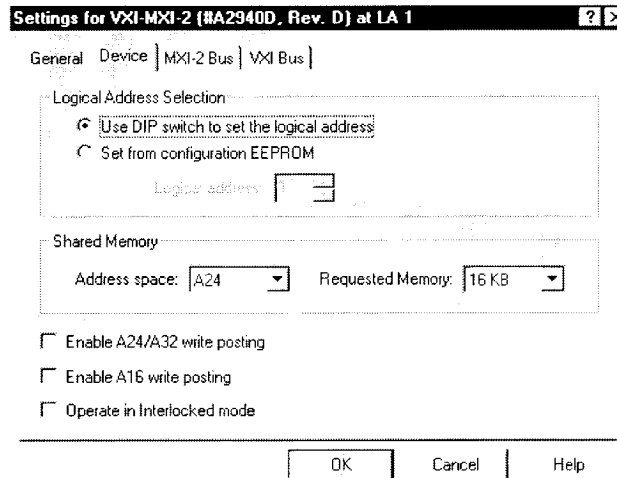 Settings for VXI-MXI-2 (#A2940D, Rev. D) at LA 1 ? X
General Device MXI-2 Bus VXI Bus
Logical Address Selection
Use DIP switch to set the logical address
Set from configuration EEPROM
Logical address:
Shared Memory
Address space: A24 Requested Memory: 16 KB
Enable A24/A32 write posting
Enable A16 write posting
Operate in Interlocked mode
OK Cancel Help